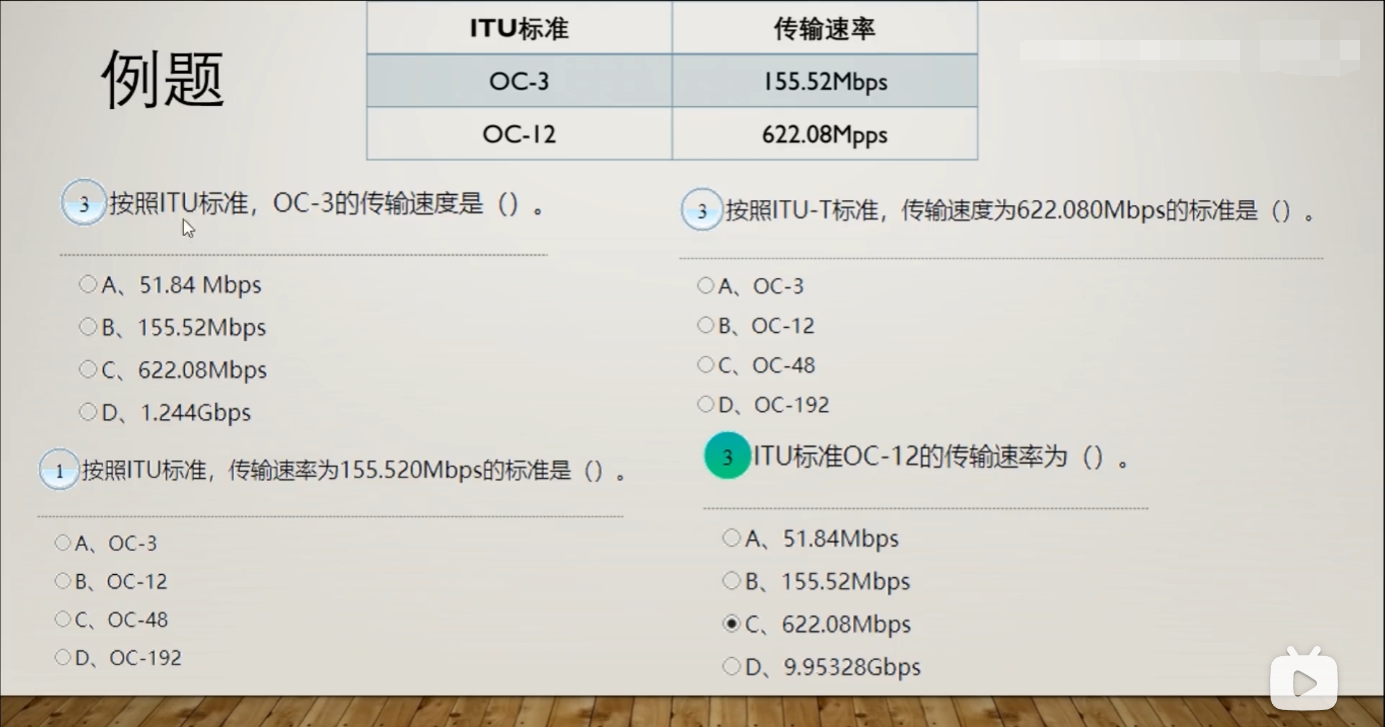 例题
ITU标准 传输速率
OC-3 155.52Mbps
OC-12 622.08Mpps
3 按照ITU标准，OC-3的传输速度是（）。
A、51.84 Mbps
B、155.52Mbps
C、622.08Mbps
D、1.244Gbps
3 按照ITU-T标准，传输速度为622.080Mbps的标准是（）。
A、OC-3
B、OC-12
C、OC-48
D、OC-192
1 按照ITU标准，传输速率为155.520Mbps的标准是（）。
A、OC-3
B、OC-12
C、OC-48
D、OC-192
3 ITU标准OC-12的传输速率为（）。
A、51.84Mbps
B、155.52Mbps
C、622.08Mbps
D、9.95328Gbps